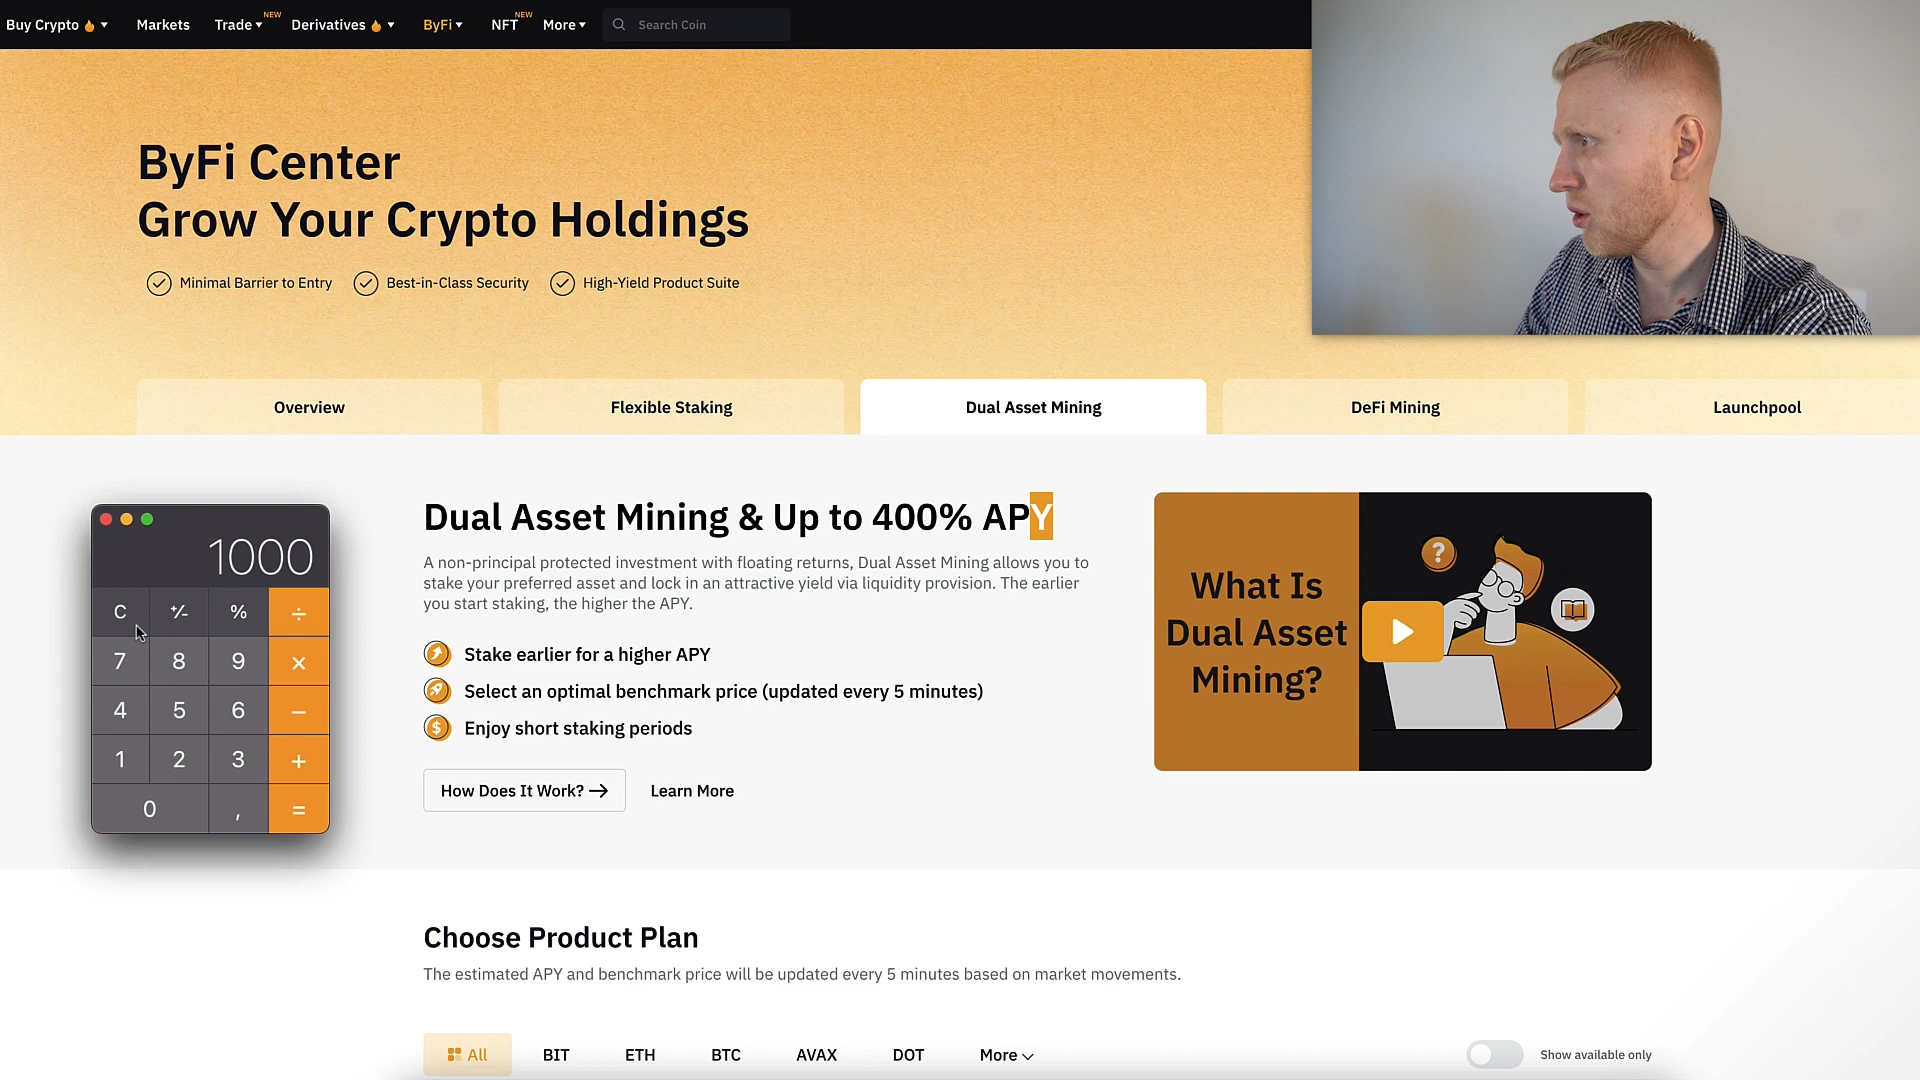 Buy Crypto Markets Trade NEW Derivatives ByFi NFT NEW More Search Coin
ByFi Center
Grow Your Crypto Holdings
Minimal Barrier to Entry Best-in-Class Security High-Yield Product Suite
Overview Flexible Staking Dual Asset Mining DeFi Mining Launchpool
1000
C +/- % ÷
7 8 9 ×
4 5 6 −
1 2 3 +
0 , =
Dual Asset Mining & Up to 400% APY
A non-principal protected investment with floating returns, Dual Asset Mining allows you to
stake your preferred asset and lock in an attractive yield via liquidity provision. The earlier
you start staking, the higher the APY.
Stake earlier for a higher APY
Select an optimal benchmark price (updated every 5 minutes)
$ Enjoy short staking periods
How Does It Work? → Learn More
What Is
Dual Asset
Mining?
?
Choose Product Plan
The estimated APY and benchmark price will be updated every 5 minutes based on market movements.
All BIT ETH BTC AVAX DOT More Show available only